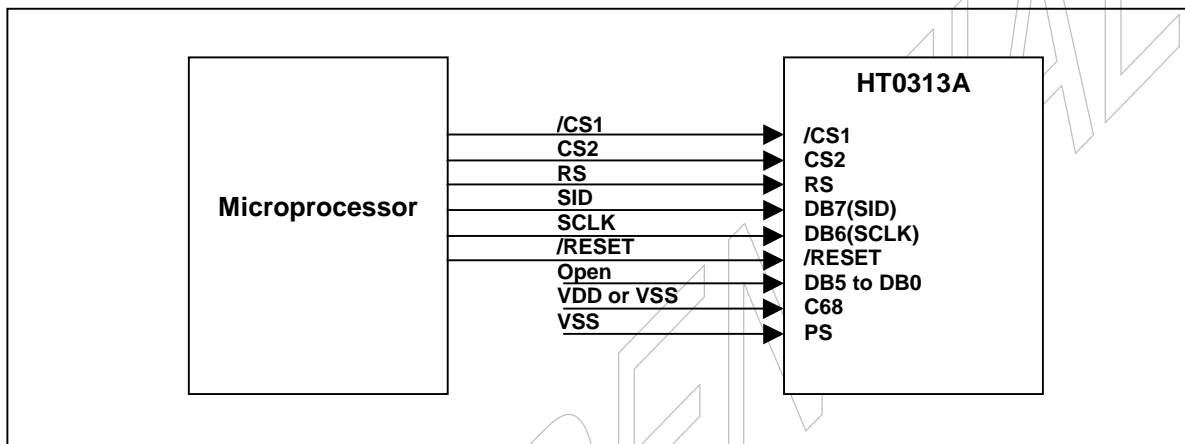 HT0313A
Microprocessor
/CS1
CS2
RS
SID
SCLK
/RESET
Open
VDD or VSS
VSS
/CS1
CS2
RS
DB7(SID)
DB6(SCLK)
/RESET
DB5 to DB0
C68
PS